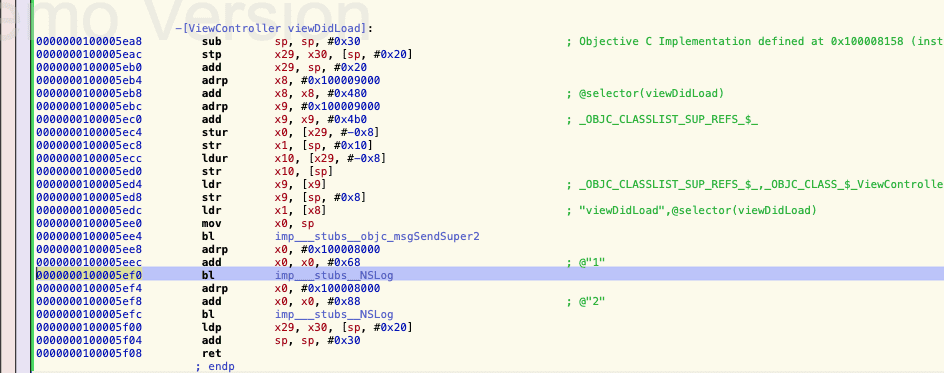 emo Version
-[ViewController viewDidLoad]:
0000000100005ea8 sub sp, sp, #0x30 ; Objective C Implementation defined at 0x100008158 (inst
0000000100005eac stp x29, x30, [sp, #0x20]
0000000100005eb0 add x29, sp, #0x20
0000000100005eb4 adrp x8, #0x100009000
0000000100005eb8 add x8, x8, #0x480 ; @selector(viewDidLoad)
0000000100005ebc adrp x9, #0x100009000
0000000100005ec0 add x9, x9, #0x4b0 ; _OBJC_CLASSLIST_SUP_REFS_$_
0000000100005ec4 stur x0, [x29, #-0x8]
0000000100005ec8 str x1, [sp, #0x10]
0000000100005ecc ldur x10, [x29, #-0x8]
0000000100005ed0 str x10, [sp]
0000000100005ed4 ldr x9, [x9] ; _OBJC_CLASSLIST_SUP_REFS_$_,_OBJC_CLASS_$_ViewControlle
0000000100005ed8 str x9, [sp, #0x8]
0000000100005edc ldr x1, [x8] ; "viewDidLoad",@selector(viewDidLoad)
0000000100005ee0 mov x0, sp
0000000100005ee4 bl imp___stubs__objc_msgSendSuper2
0000000100005ee8 adrp x0, #0x100008000
0000000100005eec add x0, x0, #0x68 ; @"1"
0000000100005ef0 bl imp___stubs__NSLog
0000000100005ef4 adrp x0, #0x100008000
0000000100005ef8 add x0, x0, #0x88 ; @"2"
0000000100005efc bl imp___stubs__NSLog
0000000100005f00 ldp x29, x30, [sp, #0x20]
0000000100005f04 add sp, sp, #0x30
0000000100005f08 ret
; endp